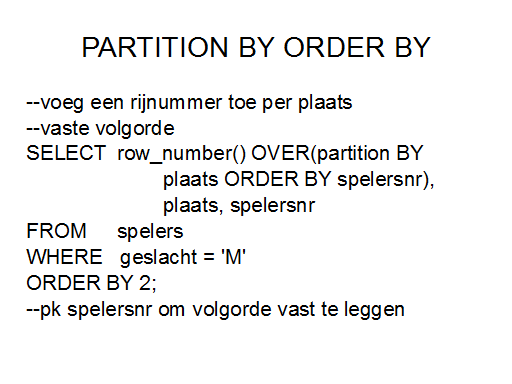 PARTITION BY ORDER BY
--voeg een rijnummer toe per plaats
--vaste volgorde
SELECT row_number() OVER(partition BY
plaats ORDER BY spelersnr),
plaats, spelersnr
FROM spelers
WHERE geslacht = 'M'
ORDER BY 2;
--pk spelersnr om volgorde vast te leggen